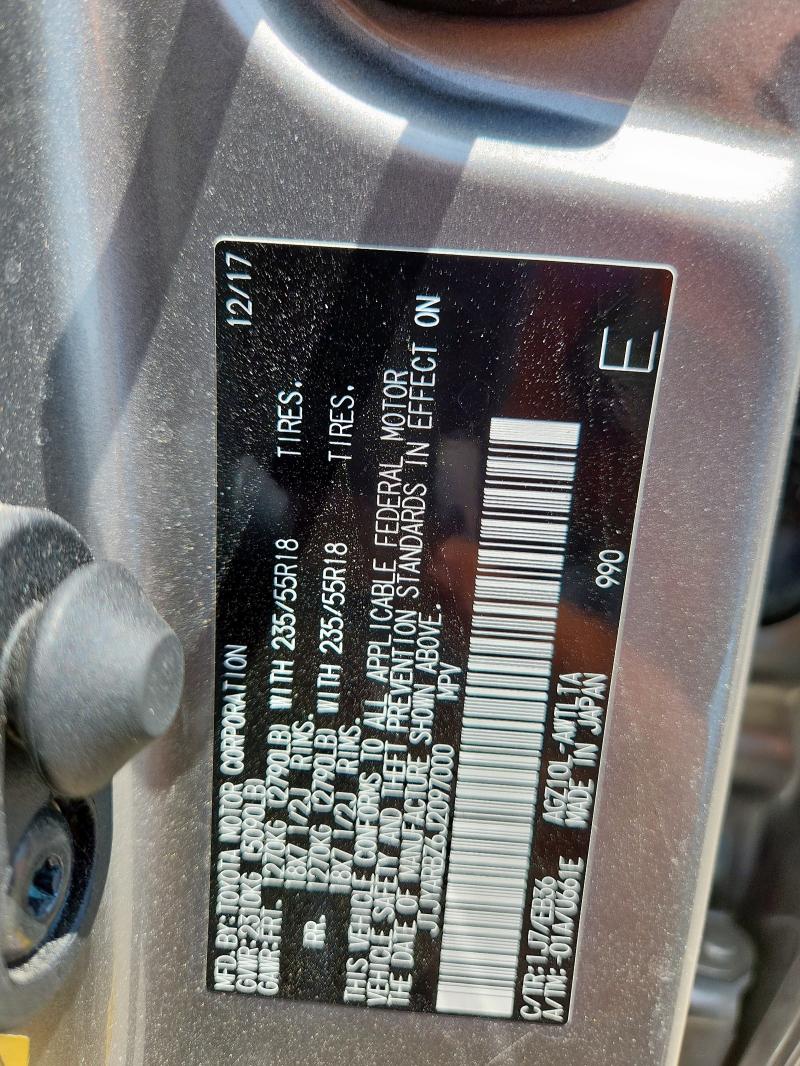 MFD.BY:TOYOTA MOTOR CORPORATION 12/17
GVWR:2310KG (5090LB)
GAWR:FRT. 1270KG (2790LB) WITH 235/55R18 TIRES.
18X7 1/2J RIMS.
RR. 1270KG (2790LB) WITH 235/55R18 TIRES.
18X7 1/2J RIMS.
THIS VEHICLE CONFORMS TO ALL APPLICABLE FEDERAL MOTOR
VEHICLE SAFETY AND THEFT PREVENTION STANDARDS IN EFFECT ON
THE DATE OF MANUFACTURE SHOWN ABOVE.
JTJYARBZ6J2097000 MPV
C/TR:1J7/EB36 AGZ10L-AWTLTA 990 E
A/TM:-01A/U661E MADE IN JAPAN